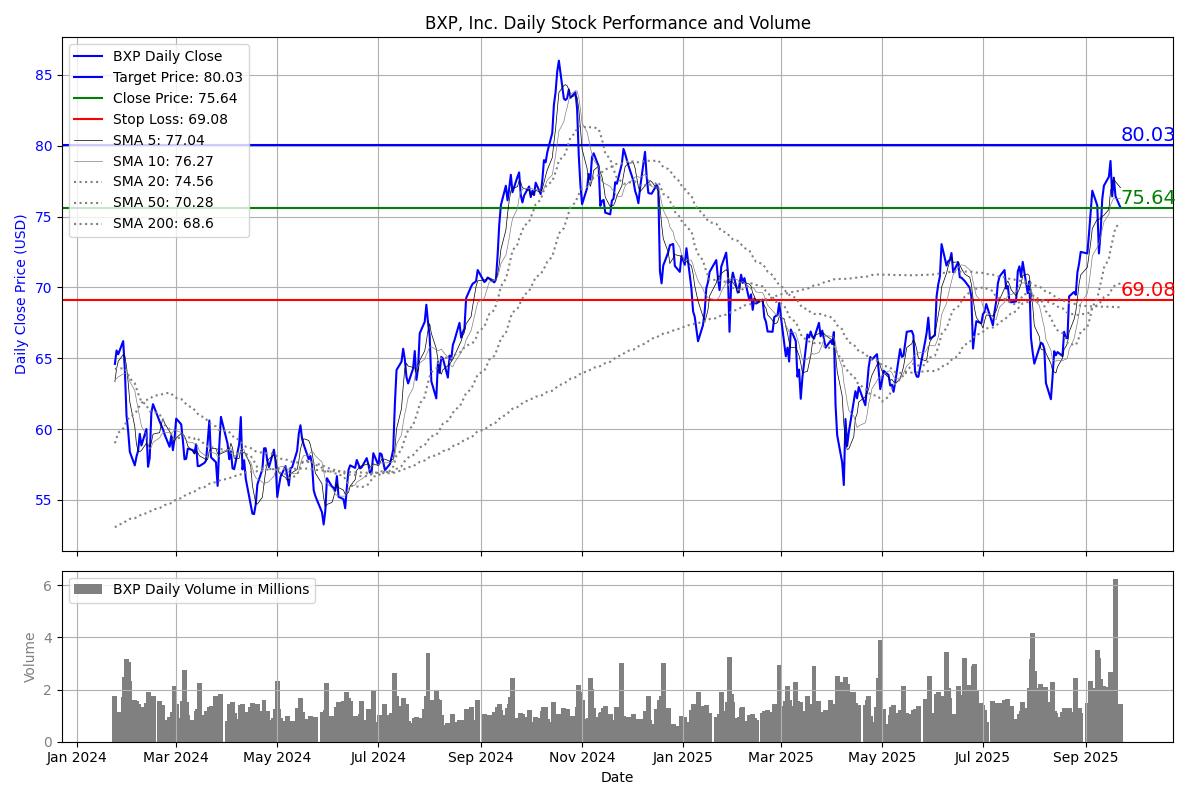 BXP, Inc. Daily Stock Performance and Volume
BXP Daily Close
Target Price: 80.03
Close Price: 75.64
Stop Loss: 69.08
SMA 5: 77.04
SMA 10: 76.27
SMA 20: 74.56
SMA 50: 70.28
SMA 200: 68.6
85
80
75
70
65
60
55
Daily Close Price (USD)
80.03
75.64
69.08
BXP Daily Volume in Millions
6
4
2
0
Volume
Jan 2024 Mar 2024 May 2024 Jul 2024 Sep 2024 Nov 2024 Jan 2025 Mar 2025 May 2025 Jul 2025 Sep 2025
Date